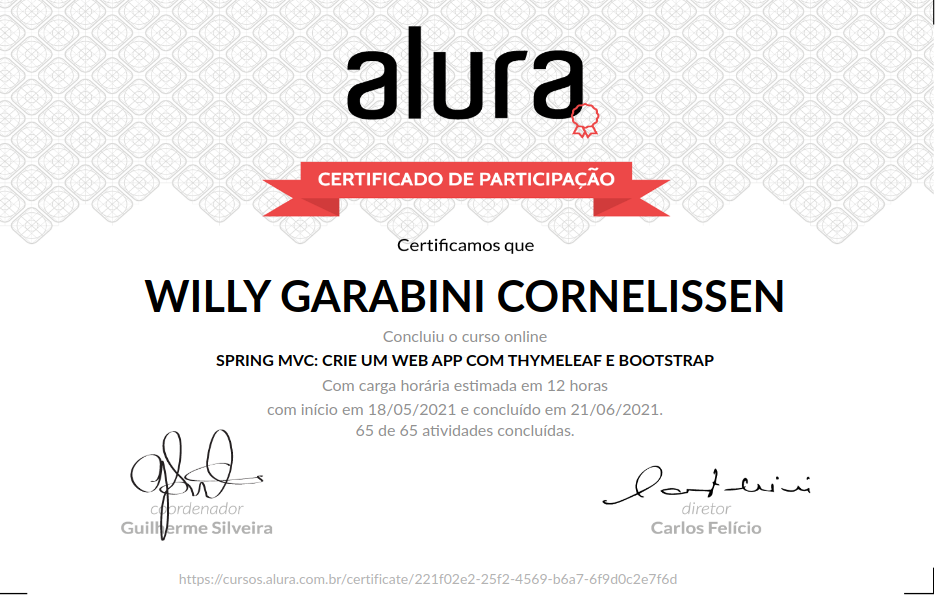 alura
CERTIFICADO DE PARTICIPAÇÃO
Certificamos que
WILLY GARABINI CORNELISSEN
Concluiu o curso online
SPRING MVC: CRIE UM WEB APP COM THYMELEAF E BOOTSTRAP
Com carga horária estimada em 12 horas
com início em 18/05/2021 e concluído em 21/06/2021.
65 de 65 atividades concluídas.
coordenador
Guilherme Silveira
diretor
Carlos Felício
https://cursos.alura.com.br/certificate/221f02e2-25f2-4569-b6a7-6f9d0c2e7f6d